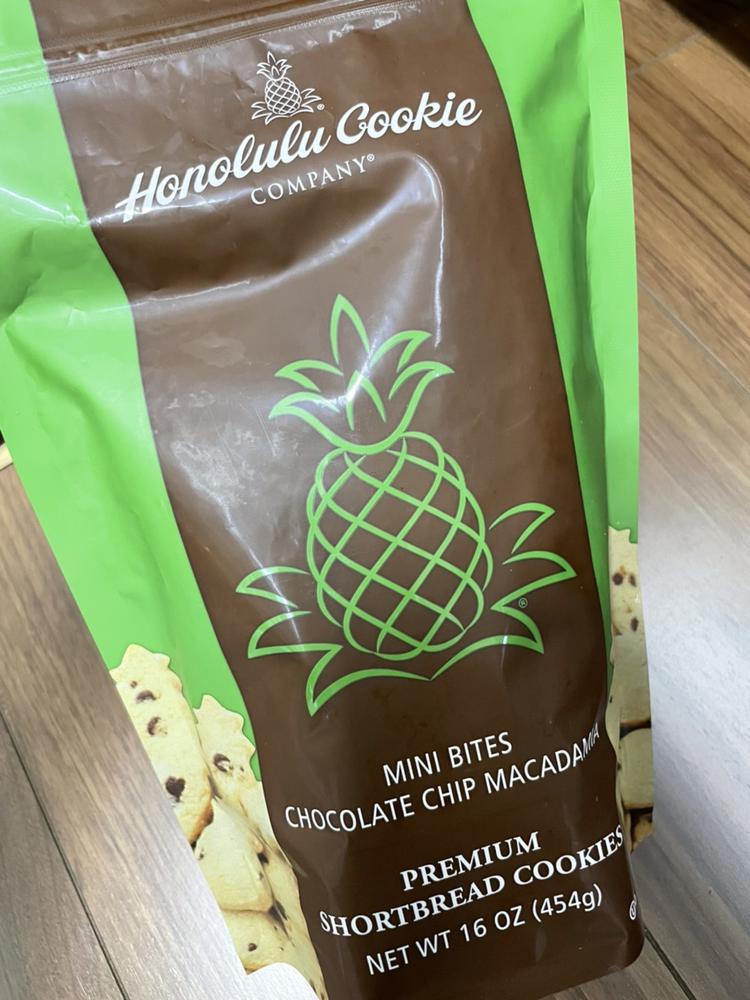 Honolulu Cookie
COMPANY®
MINI BITES
CHOCOLATE CHIP MACADAMIA
PREMIUM
SHORTBREAD COOKIES
NET WT 16 OZ (454g)